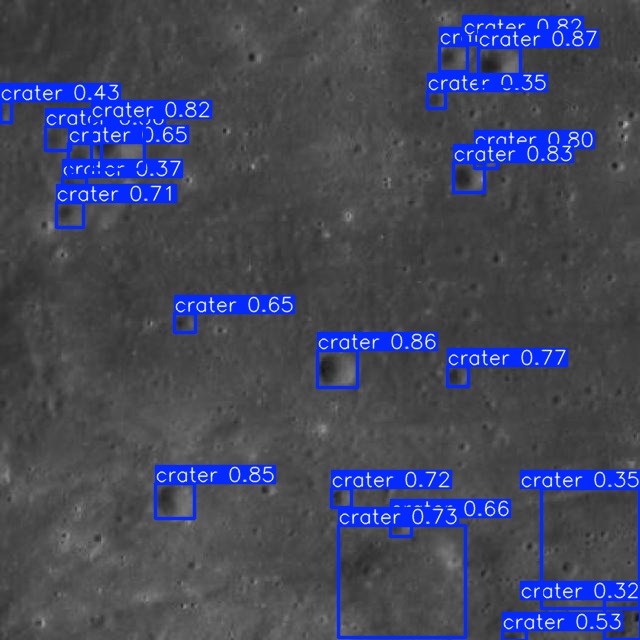 crater 0.82
crater 0.87
crater 0.35
crater 0.43
crater 0.82
crater 0.65
crater 0.80
crater 0.83
crater 0.37
crater 0.71
crater 0.65
crater 0.86
crater 0.77
crater 0.85
crater 0.72
crater 0.35
0.66
crater 0.73
crater 0.32
crater 0.53